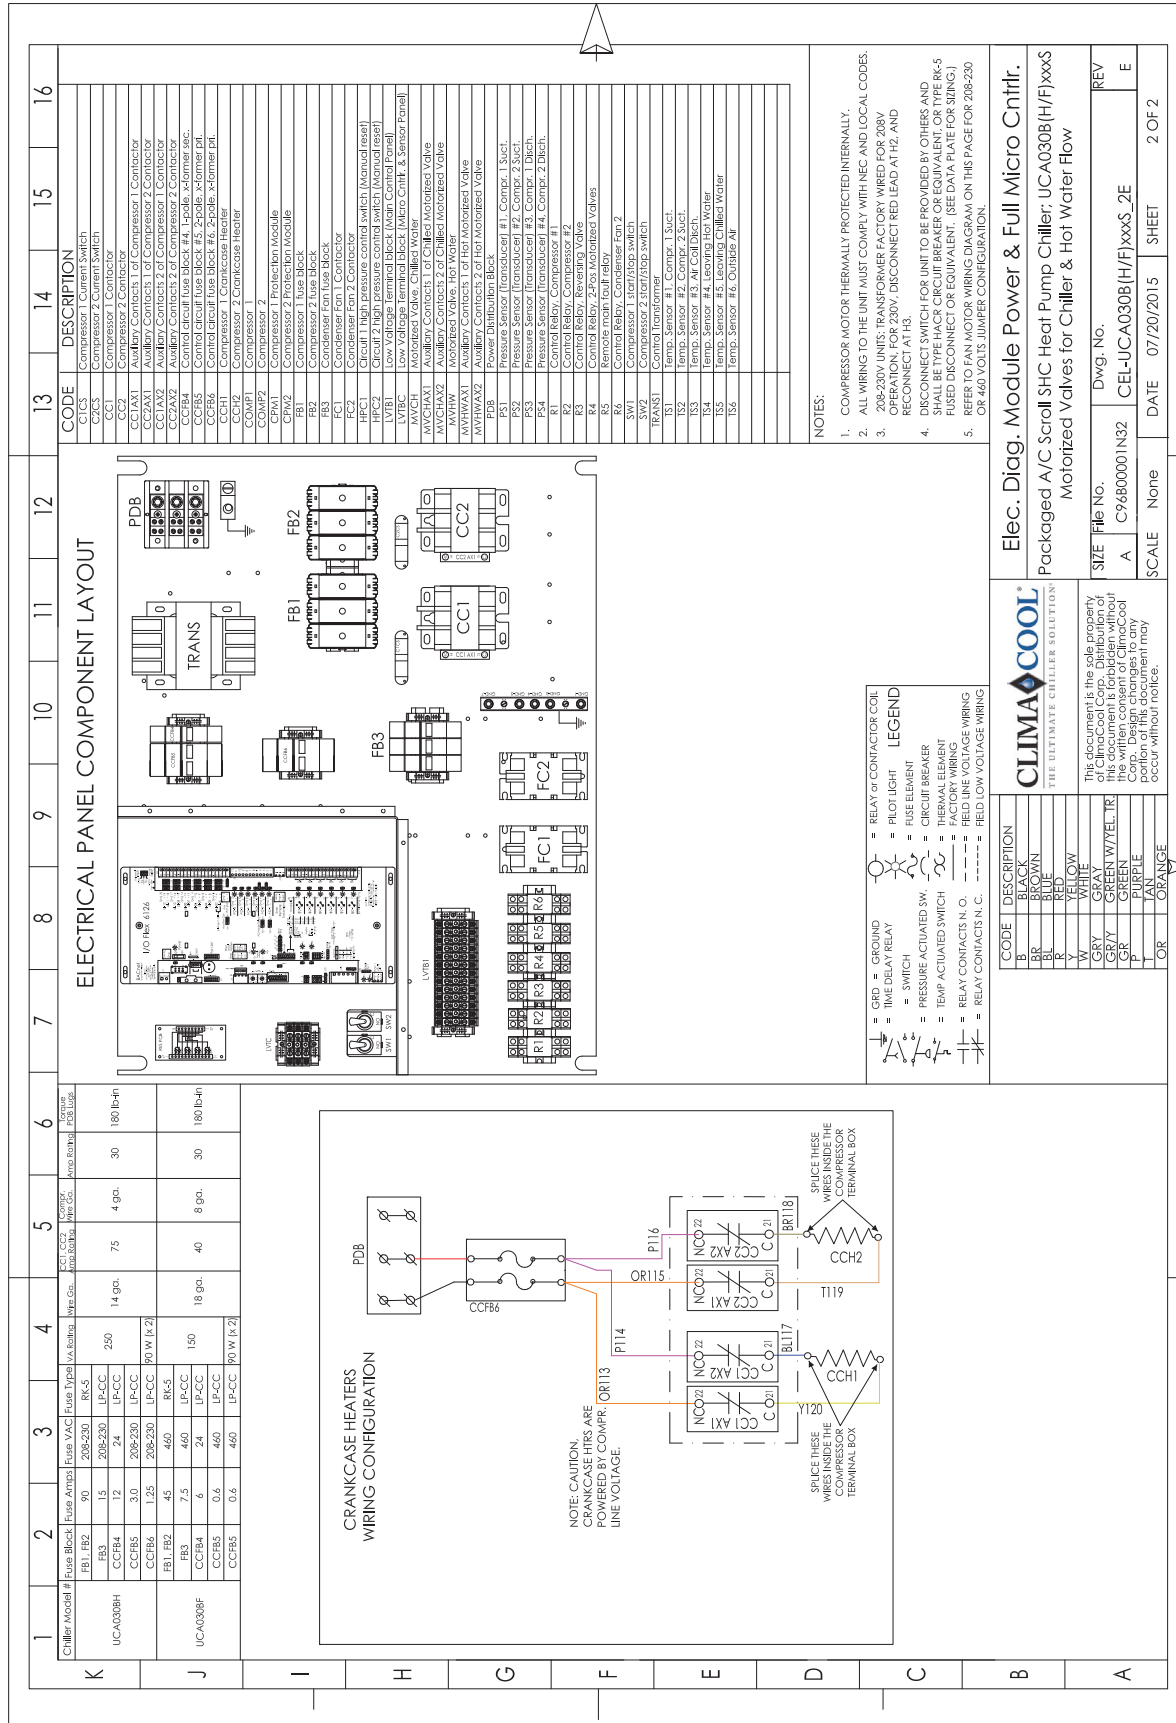 1 2 3 4 5 6 7 8 9 10 11 12 13 14 15 16
K
J
I
H
G
F
E
D
C
B
A
Chiller Model # Fuse Block Fuse Amps Fuse VAC Fuse Type VA Rating Wire Ga. CC1, CC2 Amp Rating Compr. Wire Ga. Amp Rating Torque PDB Lugs
UCA030BH FB1, FB2 90 208-230 RK-5 250 14 ga. 75 4 ga. 30 180 lb-in
FB3 15 208-230 LP-CC
CCFB4 12 24 LP-CC
CCFB5 3.0 208-230 LP-CC
CCFB6 1.25 208-230 LP-CC 90 W (x 2)
UCA030BF FB1, FB2 45 460 RK-5 150 18 ga. 40 8 ga. 30 180 lb-in
FB3 7.5 460 LP-CC
CCFB4 6 24 LP-CC
CCFB5 0.6 460 LP-CC
CCFB5 0.6 460 LP-CC 90 W (x 2)
CRANKCASE HEATERS
WIRING CONFIGURATION
PDB
CCFB6
NOTE: CAUTION,
CRANKCASE HTRS ARE
POWERED BY COMPR.
LINE VOLTAGE.
OR113
P114
OR115
P116
NC 22
CC1 AX1
C 21
NC 22
CC1 AX2
C 21
NC 22
CC2 AX1
C 21
NC 22
CC2 AX2
C 21
Y120
BL117
T119
BR118
CCH1
CCH2
SPLICE THESE
WIRES INSIDE THE
COMPRESSOR
TERMINAL BOX
SPLICE THESE
WIRES INSIDE THE
COMPRESSOR
TERMINAL BOX
ELECTRICAL PANEL COMPONENT LAYOUT
I/O Flex 6126
LVTC
SW1
SW2
LVTB1
R1 R2 R3 R4 R5 R6
CCFB5
CCFB4
CCFB6
FB3
FC1
FC2
TRANS
PDB
FB1
FB2
CC1
CC1 AX1
CC2
CC2 AX1
CODE DESCRIPTION
C1CS Compressor 1 Current Switch
C2CS Compressor 2 Current Switch
CC1 Compressor 1 Contactor
CC2 Compressor 2 Contactor
CC1AX1 Auxiliary Contacts 1 of Compressor 1 Contactor
CC2AX1 Auxiliary Contacts 1 of Compressor 2 Contactor
CC1AX2 Auxiliary Contacts 2 of Compressor 1 Contactor
CC2AX2 Auxiliary Contacts 2 of Compressor 2 Contactor
CCFB4 Control circuit fuse block #4, 1-pole, x-former sec.
CCFB5 Control circuit fuse block #5, 2-pole, x-former pri.
CCFB6 Control circuit fuse block #6, 2-pole, x-former pri.
CCH1 Compressor 1 Crankcase Heater
CCH2 Compressor 2 Crankcase Heater
COMP1 Compressor 1
COMP2 Compressor 2
CPM1 Compressor 1 Protection Module
CPM2 Compressor 2 Protection Module
FB1 Compressor 1 fuse block
FB2 Compressor 2 fuse block
FB3 Condenser Fan fuse block
FC1 Condenser Fan 1 Contactor
FC2 Condenser Fan 2 Contactor
HPC1 Circuit 1 high pressure control switch (Manual reset)
HPC2 Circuit 2 high pressure control switch (Manual reset)
LVTB1 Low Voltage Terminal block (Main Control Panel)
LVTBC Low Voltage Terminal block (Micro Cntrlr. & Sensor Panel)
MVCH Motorized Valve, Chilled Water
MVCHAX1 Auxiliary Contacts 1 of Chilled Motorized Valve
MVCHAX2 Auxiliary Contacts 2 of Chilled Motorized Valve
MVHW Motorized Valve, Hot Water
MVHWAX1 Auxiliary Contacts 1 of Hot Motorized Valve
MVHWAX2 Auxiliary Contacts 2 of Hot Motorized Valve
PDB Power Distribution Block
PS1 Pressure Sensor (Transducer) #1, Compr. 1 Suct.
PS2 Pressure Sensor (Transducer) #2, Compr. 2 Suct.
PS3 Pressure Sensor (Transducer) #3, Compr. 1 Disch.
PS4 Pressure Sensor (Transducer) #4, Compr. 2 Disch.
R1 Control Relay, Compressor #1
R2 Control Relay, Compressor #2
R3 Control Relay, Reversing Valve
R4 Control Relay, 2-Pos Motorized Valves
R5 Remote main fault relay
R6 Control Relay, Condenser Fan 2
SW1 Compressor 1 start/stop switch
SW2 Compressor 2 start/stop switch
TRANS1 Control Transformer
TS1 Temp. Sensor #1, Compr. 1 Suct.
TS2 Temp. Sensor #2, Compr. 2 Suct.
TS3 Temp. Sensor #3, Air Coil Disch.
TS4 Temp. Sensor #4, Leaving Hot Water
TS5 Temp. Sensor #5, Leaving Chilled Water
TS6 Temp. Sensor #6, Outside Air
NOTES:
1. COMPRESSOR MOTOR THERMALLY PROTECTED INTERNALLY.
2. ALL WIRING TO THE UNIT MUST COMPLY WITH NEC AND LOCAL CODES.
3. 208-230V UNITS, TRANSFORMER FACTORY WIRED FOR 208V
OPERATION, FOR 230V, DISCONNECT RED LEAD AT H2, AND
RECONNECT AT H3.
4. DISCONNECT SWITCH FOR UNIT TO BE PROVIDED BY OTHERS AND
SHALL BE TYPE HACR CIRCUIT BREAKER OR EQUIVALENT, OR TYPE RK-5
FUSED DISCONNECT OR EQUIVALENT. (SEE DATA PLATE FOR SIZING.)
5. REFER TO FAN MOTOR WIRING DIAGRAM ON THIS PAGE FOR 208-230
OR 460 VOLTS JUMPER CONFIGURATION.
LEGEND
= GRD = GROUND
= TIME DELAY RELAY
= SWITCH
= PRESSURE ACTUATED SW.
= TEMP ACTUATED SWITCH
= RELAY CONTACTS N. O.
= RELAY CONTACTS N. C.
= RELAY or CONTACTOR COIL
= PILOT LIGHT
= FUSE ELEMENT
= CIRCUIT BREAKER
= THERMAL ELEMENT
= FACTORY WIRING
= FIELD LINE VOLTAGE WIRING
= FIELD LOW VOLTAGE WIRING
CODE DESCRIPTION
B BLACK
BR BROWN
BL BLUE
R RED
Y YELLOW
W WHITE
GRY GRAY
GR/Y GREEN W/YEL. TR.
GR GREEN
P PURPLE
T TAN
OR ORANGE
CLIMACOOL
THE ULTIMATE CHILLER SOLUTION
This document is the sole property
of ClimaCool Corp. Distribution of
this document is forbidden without
the written consent of ClimaCool
Corp. Design changes to any
portion of this document may
occur without notice.
Elec. Diag. Module Power & Full Micro Cntrlr.
Packaged A/C Scroll SHC Heat Pump Chiller; UCA030B(H/F)xxxS
Motorized Valves for Chiller & Hot Water Flow
SIZE A
File No. C96B00001N32
Dwg. No. CEL-UCA030B(H/F)xxxS_2E
REV E
SCALE None
DATE 07/20/2015
SHEET 2 OF 2